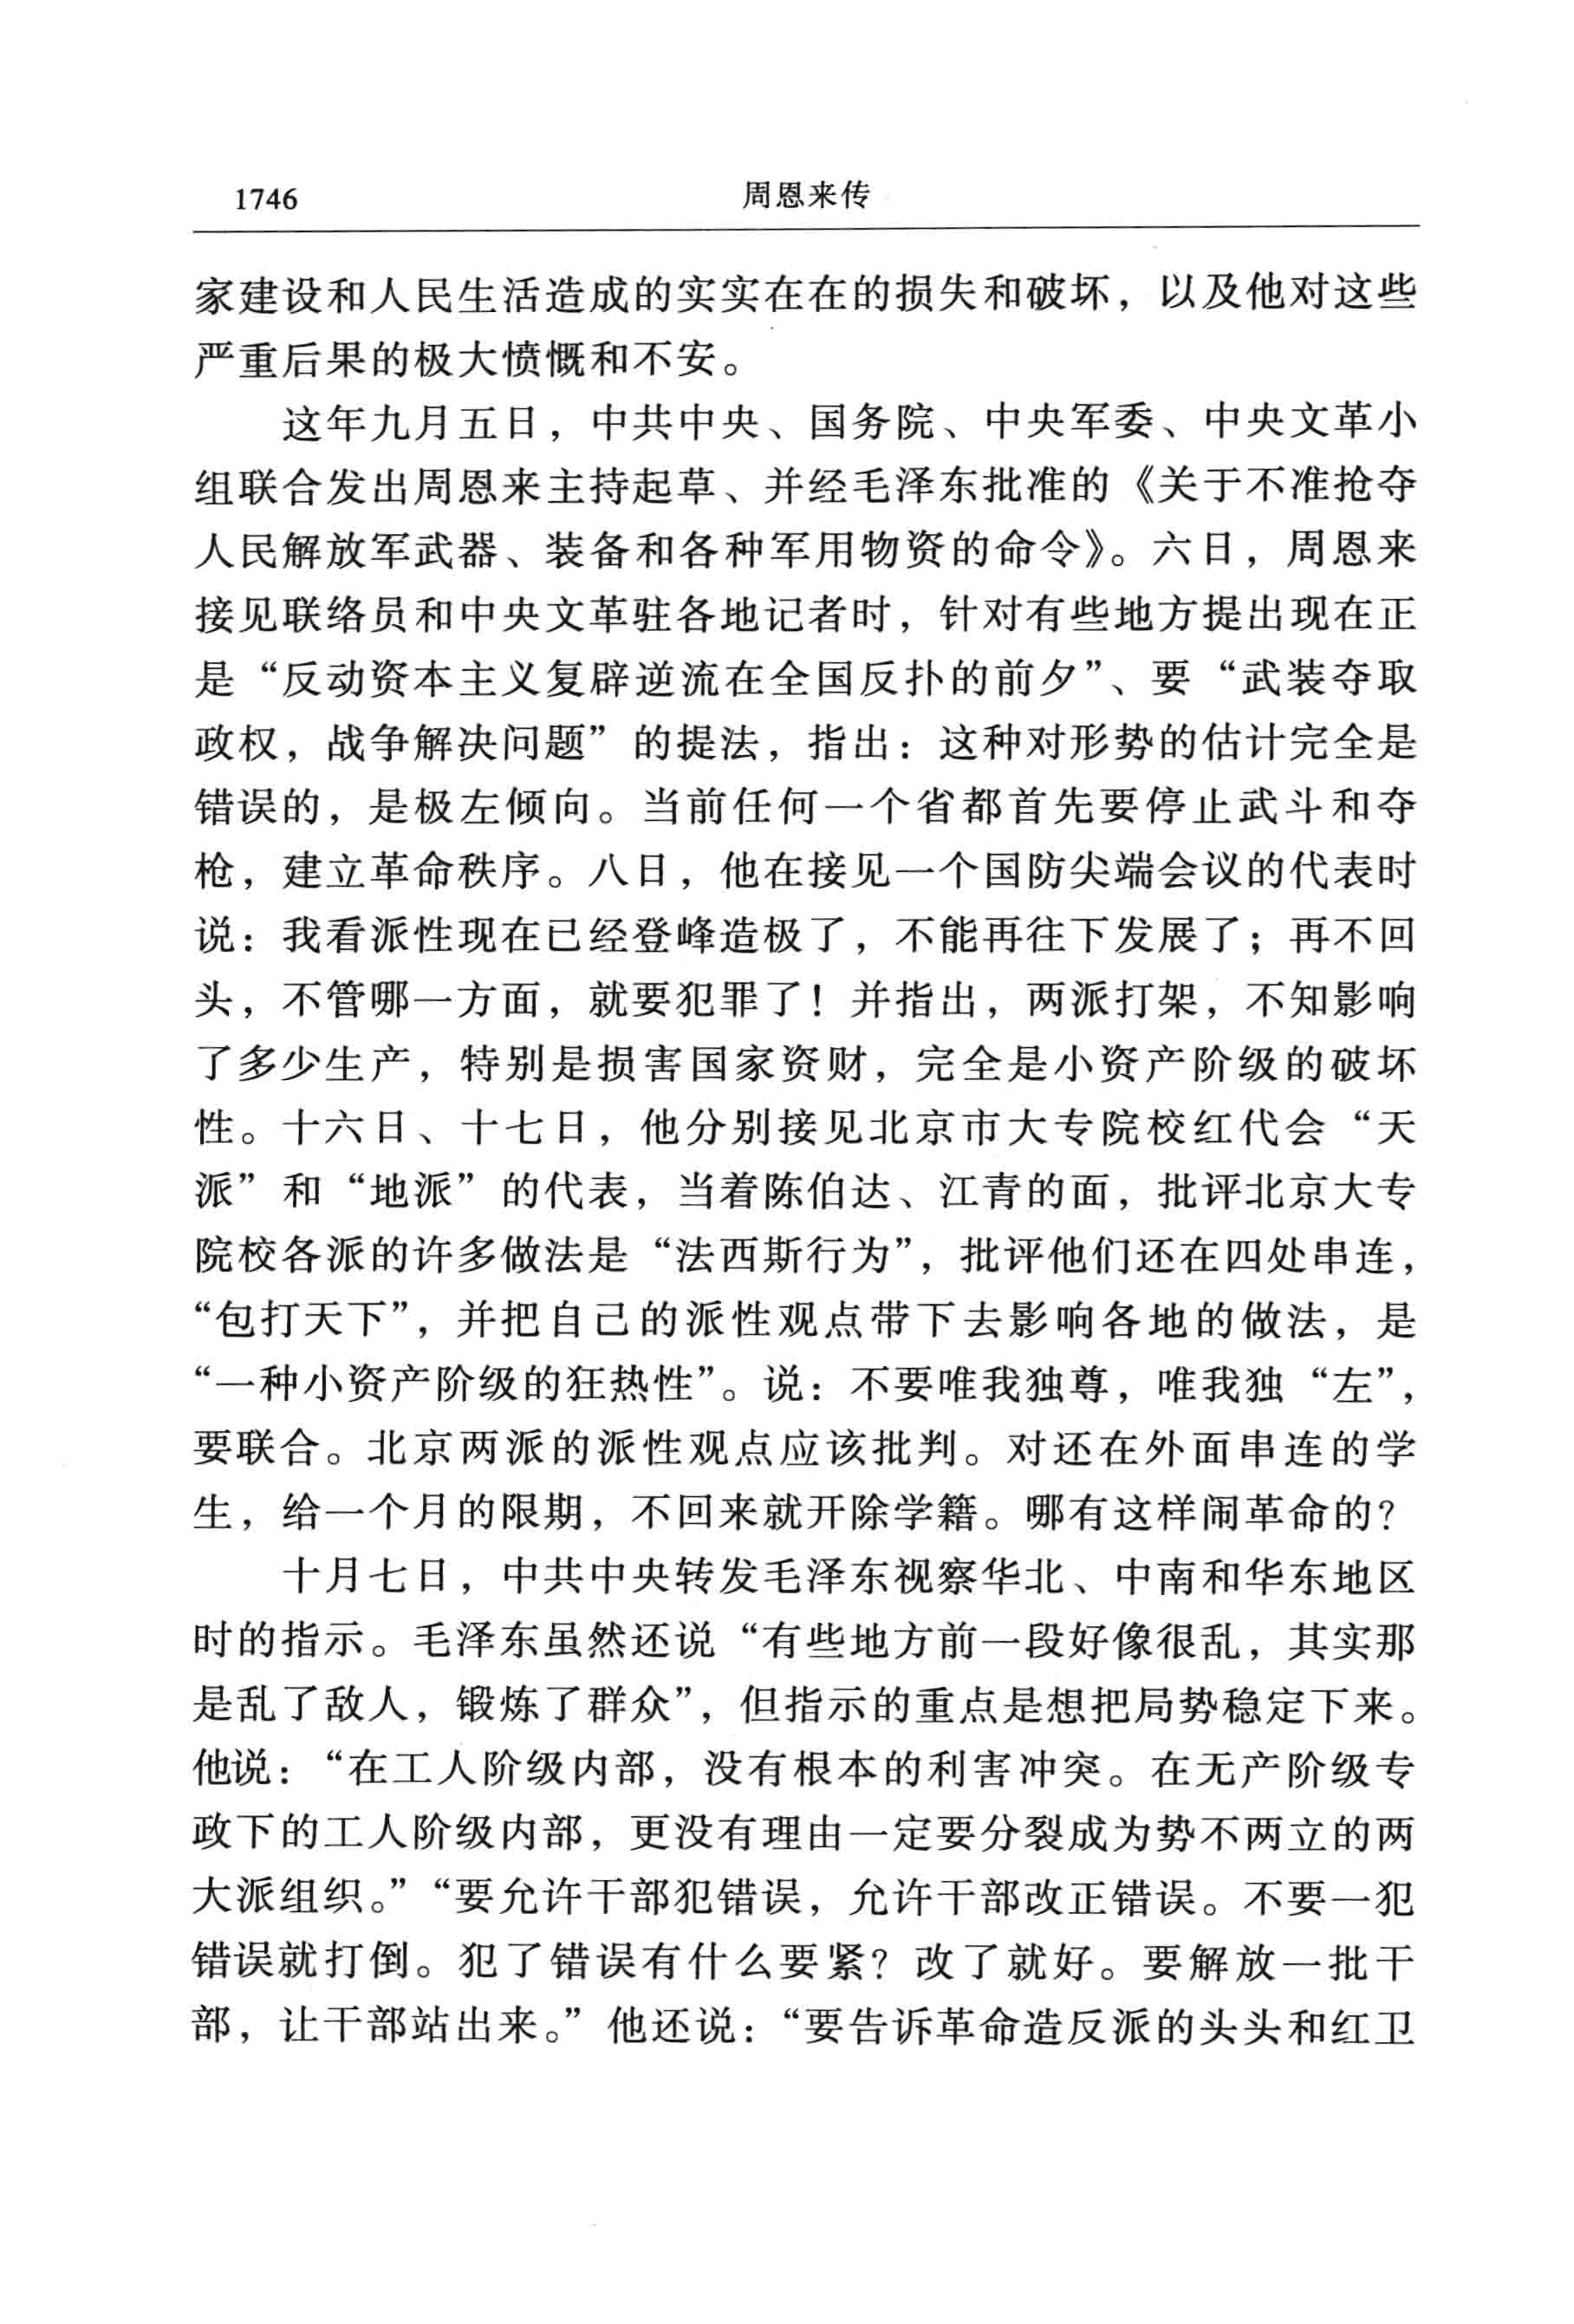 1746
周恩来传
家建设和人民生活造成的实实在在的损失和破坏，以及他对这些
严重后果的极大愤慨和不安。
这年九月五日，中共中央、国务院、中央军委、中央文革小
组联合发出周恩来主持起草、并经毛泽东批准的《关于不准抢夺
人民解放军武器、装备和各种军用物资的命令》。六日，周恩来
接见联络员和中央文革驻各地记者时，针对有些地方提出现在正
是“反动资本主义复辟逆流在全国反扑的前夕”、要“武装夺取
政权，战争解决问题”的提法，指出：这种对形势的估计完全是
错误的，是极左倾向。当前任何一个省都首先要停止武斗和夺
枪，建立革命秩序。八日，他在接见一个国防尖端会议的代表时
说：我看派性现在已经登峰造极了，不能再往下发展了；再不回
头，不管哪一方面，就要犯罪了！并指出，两派打架，不知影响
了多少生产，特别是损害国家资财，完全是小资产阶级的破坏
性。十六日、十七日，他分别接见北京市大专院校红代会“天
派”和“地派”的代表，当着陈伯达、江青的面，批评北京大专
院校各派的许多做法是“法西斯行为”，批评他们还在四处串连，
“包打天下”，并把自己的派性观点带下去影响各地的做法，是
“一种小资产阶级的狂热性”。说：不要唯我独尊，唯我独“左”，
要联合。北京两派的派性观点应该批判。对还在外面串连的学
生，给一个月的限期，不回来就开除学籍。哪有这样闹革命的？
十月七日，中共中央转发毛泽东视察华北、中南和华东地区
时的指示。毛泽东虽然还说“有些地方前一段好像很乱，其实那
是乱了敌人，锻炼了群众”，但指示的重点是想把局势稳定下来。
他说：“在工人阶级内部，没有根本的利害冲突。在无产阶级专
政下的工人阶级内部，更没有理由一定要分裂成为势不两立的两
大派组织。”“要允许干部犯错误，允许干部改正错误。不要一犯
错误就打倒。犯了错误有什么要紧？改了就好。要解放一批干
部，让干部站出来。”他还说：“要告诉革命造反派的头头和红卫